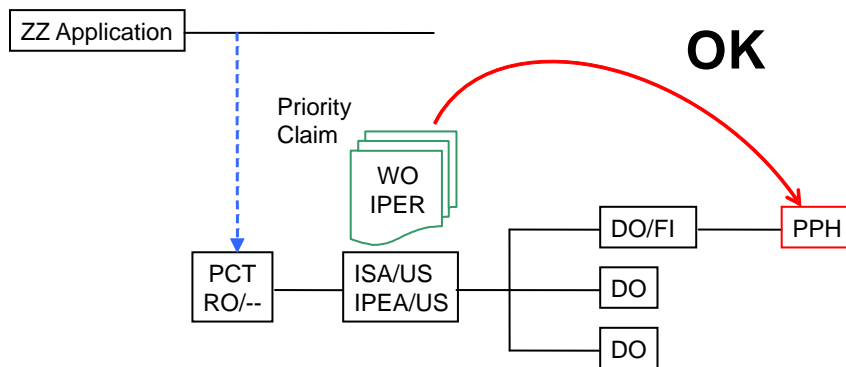 ZZ Application
OK
Priority
Claim
WO
IPER
DO/FI
PPH
PCT
RO/--
ISA/US
IPEA/US
DO
DO